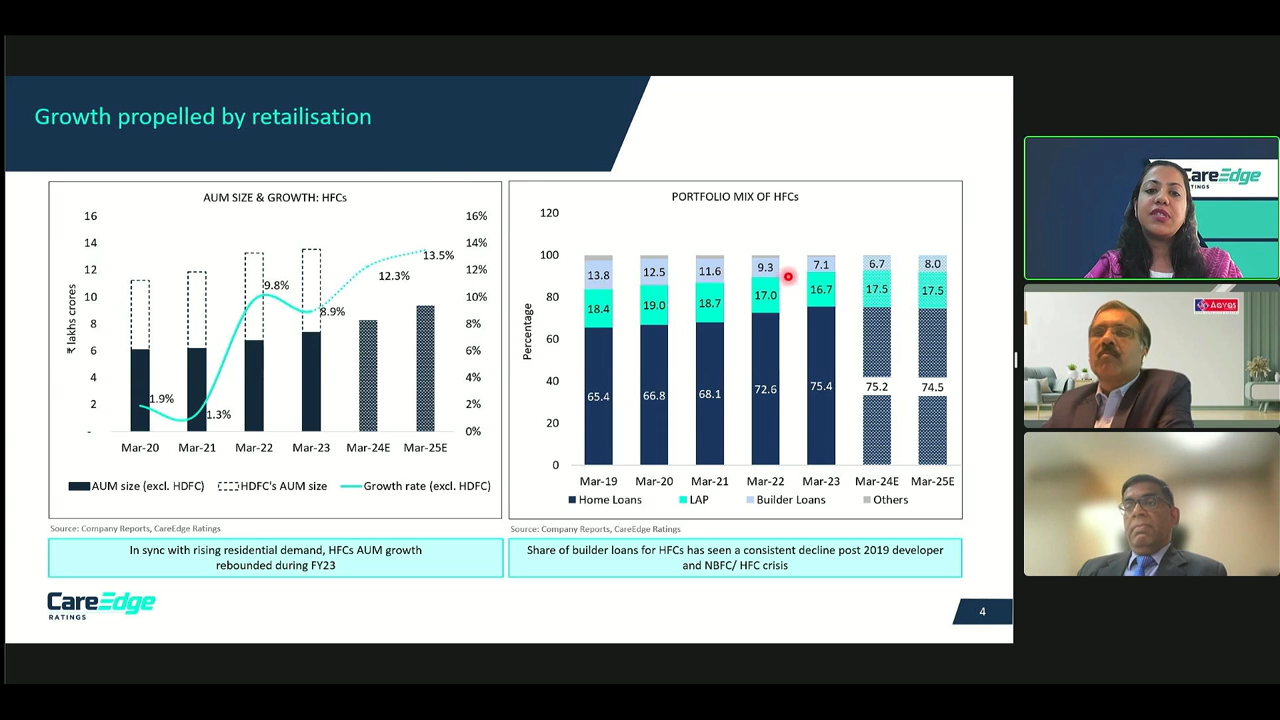 Growth propelled by retailisation
AUM SIZE & GROWTH: HFCs
16
14
12
10
8
6
4
2
-
₹ lakhs crores
16%
14%
12%
10%
8%
6%
4%
2%
0%
1.9%
1.3%
9.8%
8.9%
12.3%
13.5%
Mar-20 Mar-21 Mar-22 Mar-23 Mar-24E Mar-25E
AUM size (excl. HDFC) HDFC's AUM size Growth rate (excl. HDFC)
Source: Company Reports, CareEdge Ratings
In sync with rising residential demand, HFCs AUM growth
rebounded during FY23
PORTFOLIO MIX OF HFCs
120
100
80
60
40
20
0
Percentage
13.8 12.5 11.6 9.3 7.1 6.7 8.0
18.4 19.0 18.7 17.0 16.7 17.5 17.5
65.4 66.8 68.1 72.6 75.4 75.2 74.5
Mar-19 Mar-20 Mar-21 Mar-22 Mar-23 Mar-24E Mar-25E
Home Loans LAP Builder Loans Others
Source: Company Reports, CareEdge Ratings
Share of builder loans for HFCs has seen a consistent decline post 2019 developer
and NBFC/ HFC crisis
CareEdge
RATINGS
4
CareEdge
TINGS
Aavas